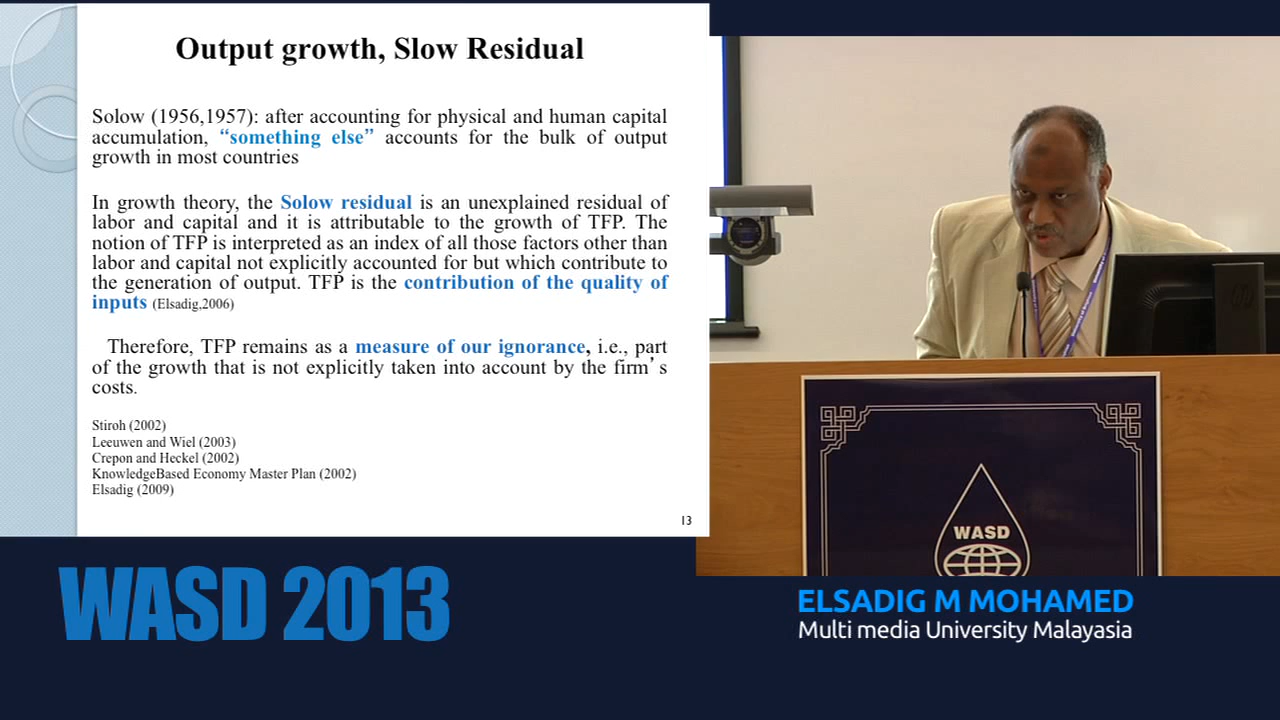 Output growth, Slow Residual
Solow (1956,1957): after accounting for physical and human capital
accumulation, “something else” accounts for the bulk of output
growth in most countries
In growth theory, the Solow residual is an unexplained residual of
labor and capital and it is attributable to the growth of TFP. The
notion of TFP is interpreted as an index of all those factors other than
labor and capital not explicitly accounted for but which contribute to
the generation of output. TFP is the contribution of the quality of
inputs (Elsadig,2006)
Therefore, TFP remains as a measure of our ignorance, i.e., part
of the growth that is not explicitly taken into account by the firm’s
costs.
Stiroh (2002)
Leeuwen and Wiel (2003)
Crepon and Heckel (2002)
KnowledgeBased Economy Master Plan (2002)
Elsadig (2009)
13
WASD
WASD 2013
ELSADIG M MOHAMED
Multi media University Malayasia